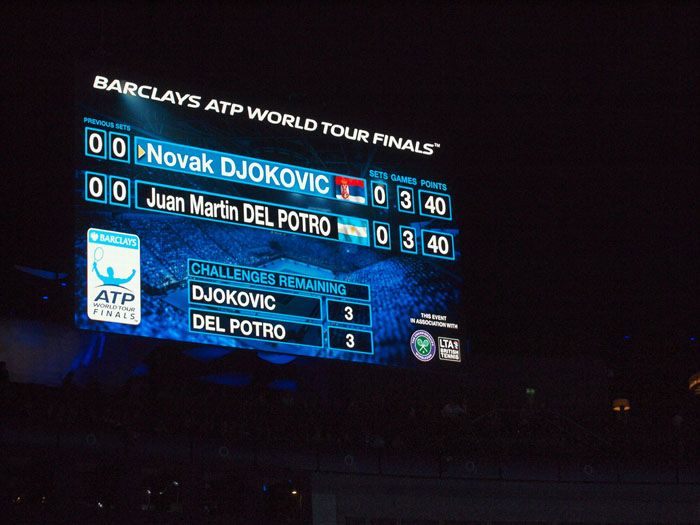 BARCLAYS ATP WORLD TOUR FINALS™
PREVIOUS SETS
SETS GAMES POINTS
0 0 Novak DJOKOVIC 0 3 40
0 0 Juan Martin DEL POTRO 0 3 40
BARCLAYS
ATP
WORLD TOUR
FINALS
CHALLENGES REMAINING
DJOKOVIC 3
DEL POTRO 3
THIS EVENT
IN ASSOCIATION WITH
LTA
BRITISH
TENNIS